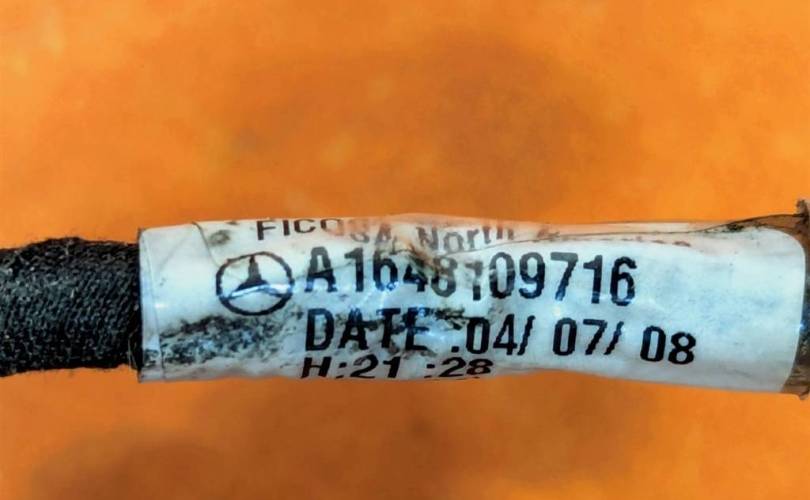 FICOSA North
A1648109716
DATE :04/ 07/ 08
H:21 :28